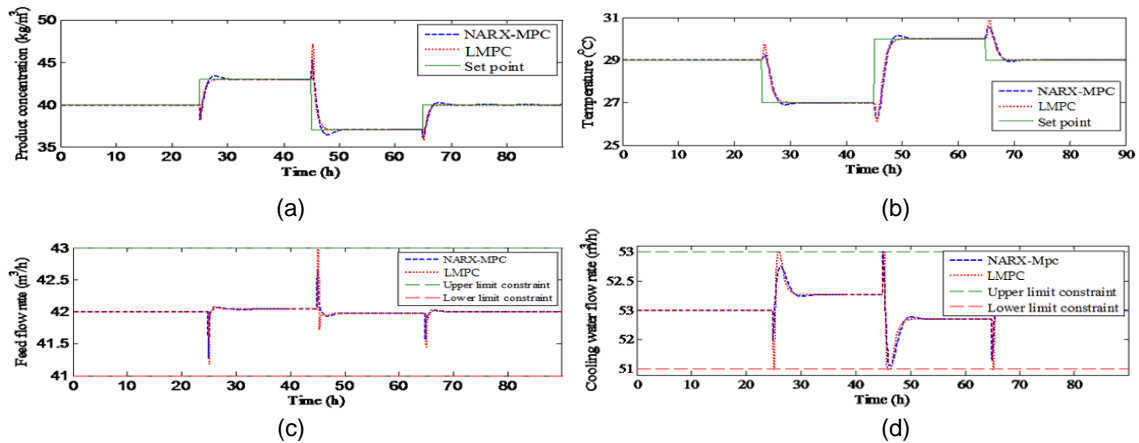 50
45
40
35
Product concentration (kg/m³)
NARX-MPC
LMPC
Set point
0 10 20 30 40 50 60 70 80
Time (h)
(a)
31
29
27
25
Temperature (°C)
NARX-MPC
LMPC
Set point
0 10 20 30 40 50 60 70 80 90
Time (h)
(b)
43
42.5
42
41.5
41
Feed flow rate (m³/h)
NARX-MPC
LMPC
Upper limit constraint
Lower limit constraint
0 10 20 30 40 50 60 70 80
Time (h)
(c)
53
52.5
53
52
51
Cooling water flow rate (m³/h)
NARX-Mpc
LMPC
Upper limit constraint
Lower limit constraint
0 10 20 30 40 50 60 70 80
Time (h)
(d)